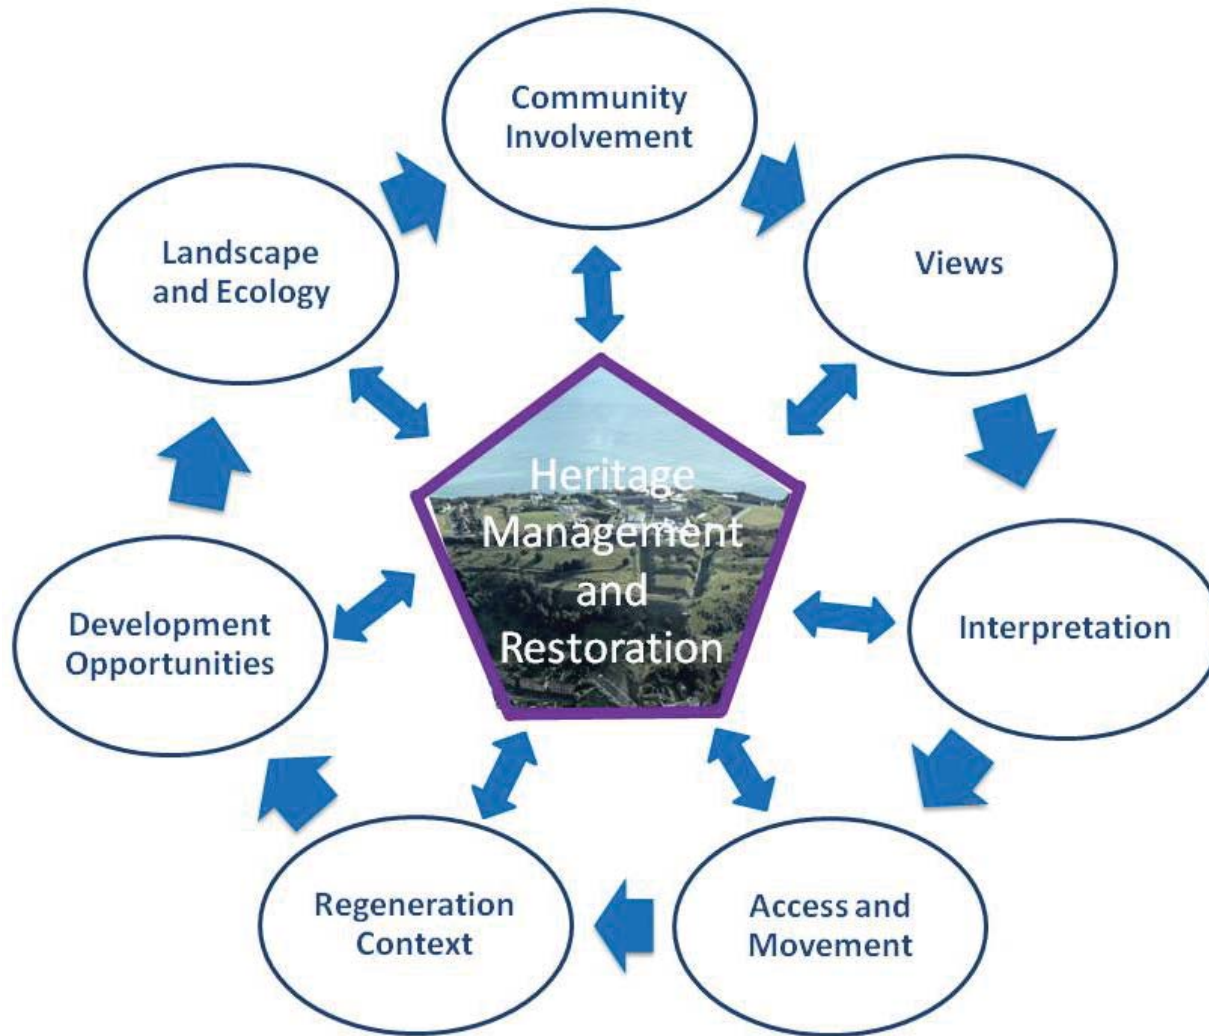 Community
Involvement
Views
Interpretation
Access and
Movement
Regeneration
Context
Development
Opportunities
Landscape
and Ecology
Heritage
Management
and
Restoration